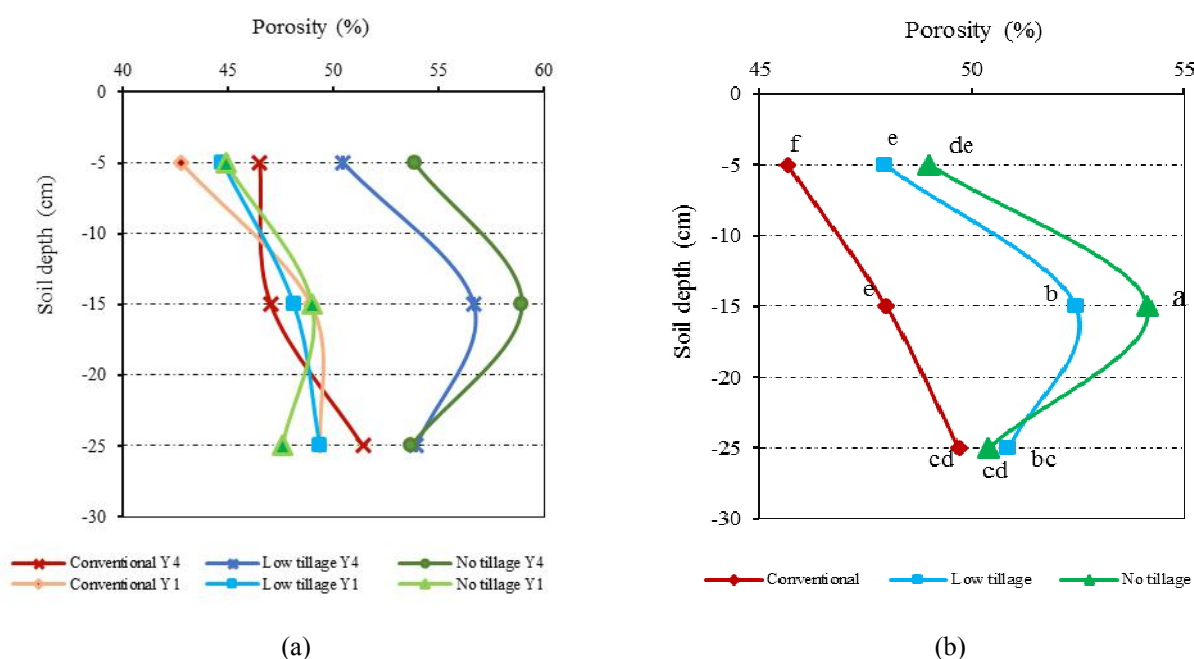 Porosity (%)
40 45 50 55 60
0
-5
-10
-15
-20
-25
-30
Soil depth (cm)
Conventional Y4 Low tillage Y4 No tillage Y4
Conventional Y1 Low tillage Y1 No tillage Y1
(a)
Porosity (%)
45 50 55
0
f e de
-5
-10
e b a
-15
-20
-25
cd cd bc
-30
Soil depth (cm)
Conventional Low tillage No tillage
(b)